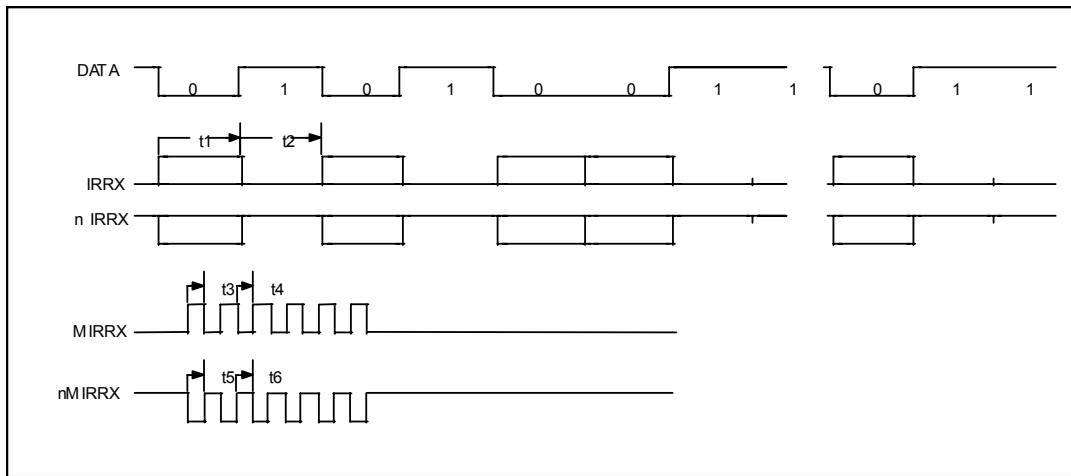 DATA
0 1 0 1 0 0 1 1 0 1 1
t1 t2
IRRX
n IRRX
t3 t4
MIRRX
t5 t6
nMIRRX